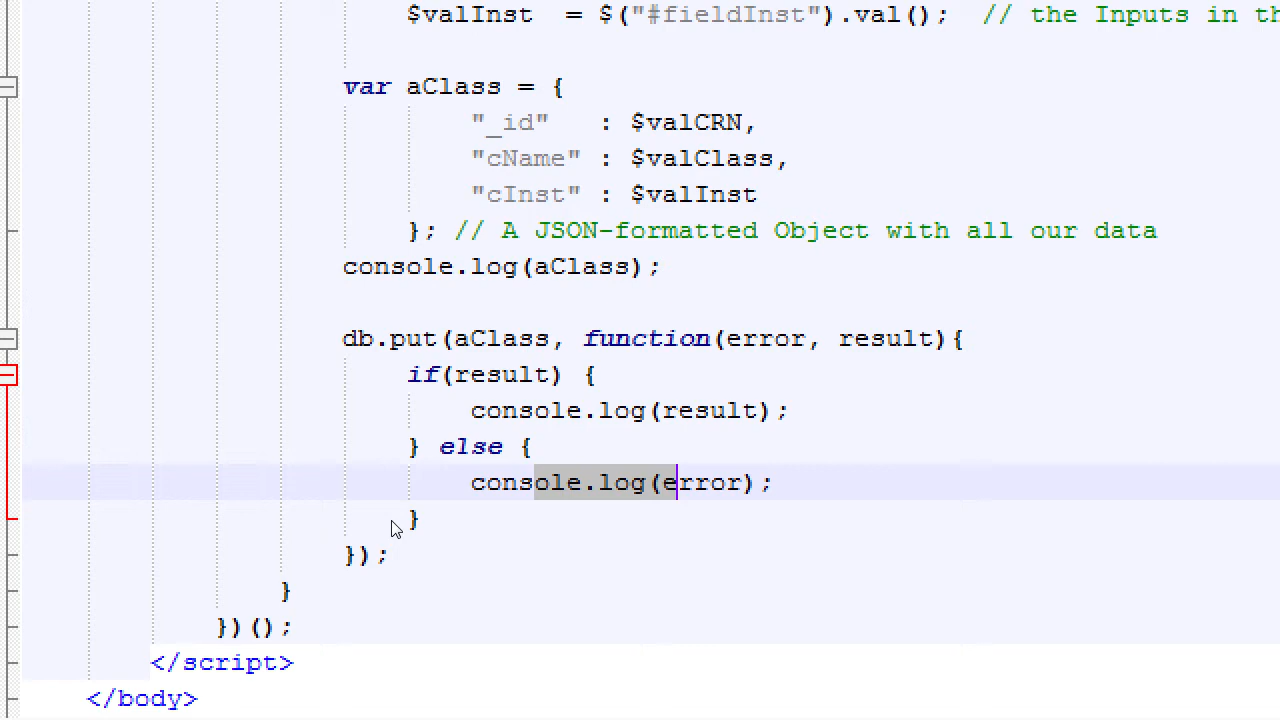 $valInst  = $("#fieldInst").val();  // the Inputs in th
var aClass = {
"_id"   : $valCRN,
"cName" : $valClass,
"cInst" : $valInst
}; // A JSON-formatted Object with all our data
console.log(aClass);
db.put(aClass, function(error, result){
if(result) {
console.log(result);
} else {
console.log(error);
}
});
}
})();
</script>
</body>